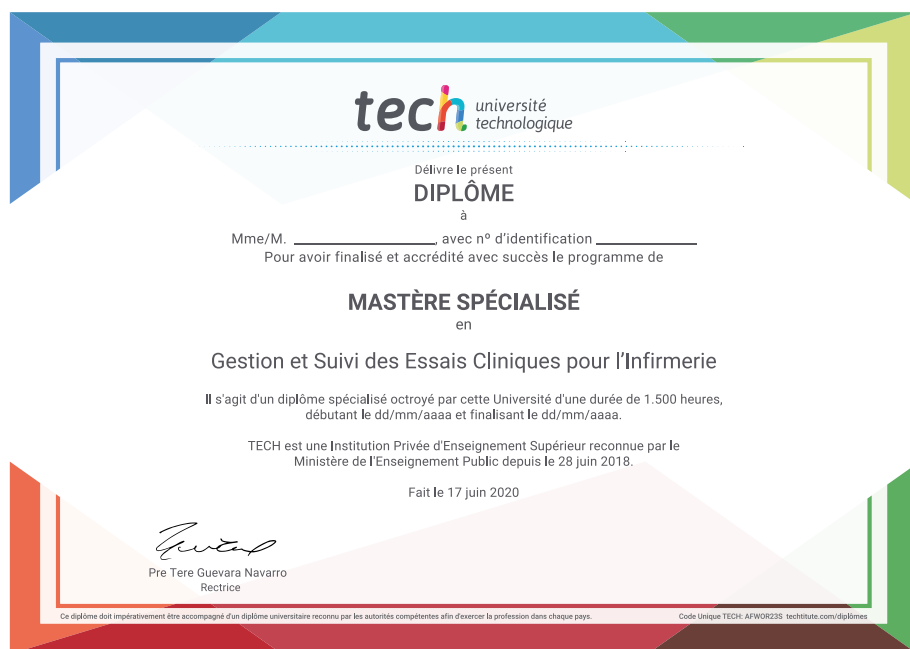 tech université
technologique
Délivre le présent
DIPLÔME
à
Mme/M. ____________________, avec nº d'identification ______________
Pour avoir finalisé et accrédité avec succès le programme de
MASTÈRE SPÉCIALISÉ
en
Gestion et Suivi des Essais Cliniques pour l'Infirmerie
Il s'agit d'un diplôme spécialisé octroyé par cette Université d'une durée de 1.500 heures,
débutant le dd/mm/aaaa et finalisant le dd/mm/aaaa.
TECH est une Institution Privée d'Enseignement Supérieur reconnue par le
Ministère de l'Enseignement Public depuis le 28 juin 2018.
Fait le 17 juin 2020
Pre Tere Guevara Navarro
Rectrice
Ce diplôme doit impérativement être accompagné d'un diplôme universitaire reconnu par les autorités compétentes afin d'exercer la profession dans chaque pays.
Code Unique TECH: AFWOR23S techtitute.com/diplômes